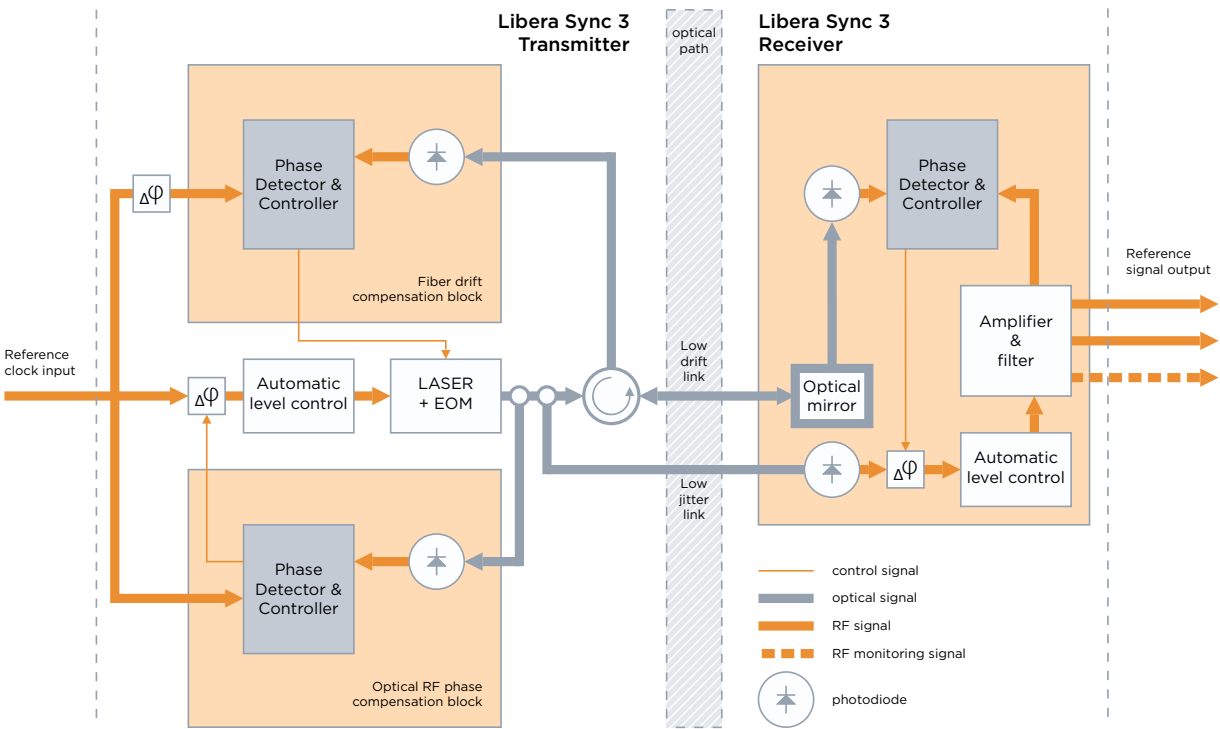 Libera Sync 3
Transmitter
optical
path
Libera Sync 3
Receiver
Phase
Detector &
Controller
ΔΦ
Fiber drift
compensation block
Phase
Detector &
Controller
Reference
signal output
Amplifier
&
filter
Reference
clock input
ΔΦ
Automatic
level control
LASER
+ EOM
Low
drift
link
Optical
mirror
ΔΦ
Automatic
level control
Low
jitter
link
Phase
Detector &
Controller
Optical RF phase
compensation block
control signal
optical signal
RF signal
RF monitoring signal
photodiode